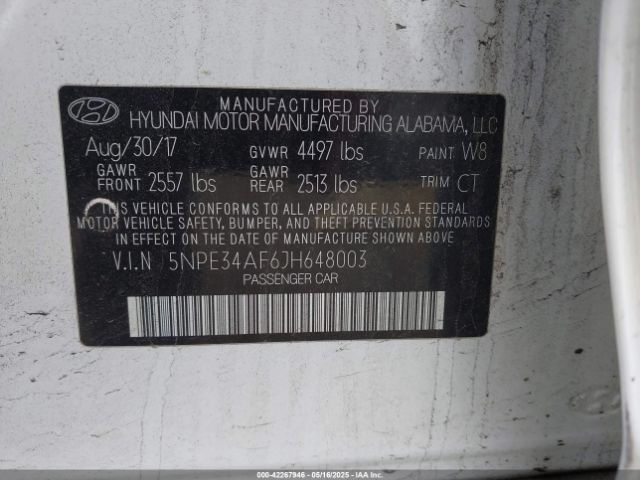 MANUFACTURED BY
HYUNDAI MOTOR MANUFACTURING ALABAMA, LLC
Aug/30/17 GVWR 4497 lbs PAINT W8
GAWR FRONT 2557 lbs GAWR REAR 2513 lbs TRIM CT
THIS VEHICLE CONFORMS TO ALL APPLICABLE U.S.A. FEDERAL
MOTOR VEHICLE SAFETY, BUMPER, AND THEFT PREVENTION STANDARDS
IN EFFECT ON THE DATE OF MANUFACTURE SHOWN ABOVE.
V.I.N 5NPE34AF6JH648003
PASSENGER CAR
000-42267946 - 05/16/2025 - COPYRIGHT IAA, LLC.